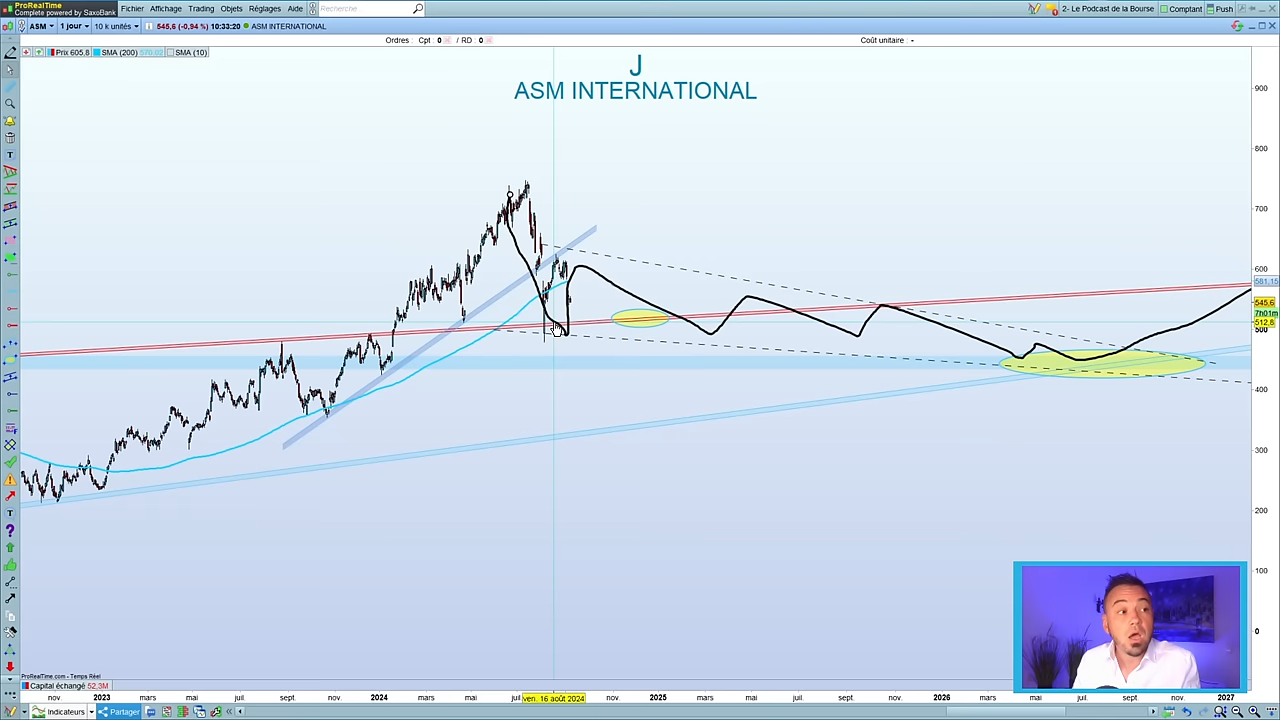 ProRealTime
Complete powered by SaxoBank
Fichier Affichage Trading Objets Réglages Aide Recherche
2- Le Podcast de la Bourse Comptant Push
ASM 1 jour 10 k unités 545,6 (-0,94 %) 10:33:20 ASM INTERNATIONAL
Ordres : Cpt 0 / RD : 0 Coût unitaire : -
Prix 605,8 SMA (200) 570,02 SMA (10)
J
ASM INTERNATIONAL
900
800
700
600
581,15
545,6
7h01m
512,8
500
400
300
200
100
0
ProRealTime.com - Temps Réel
Capital échangé 52,3M
nov. 2023 mars mai juil. sept. nov. 2024 mars mai juil. ven. 16 août 2024 nov. 2025 mars mai juil. sept. nov. 2026 mars mai juil. sept. nov. 2027
Indicateurs Partager